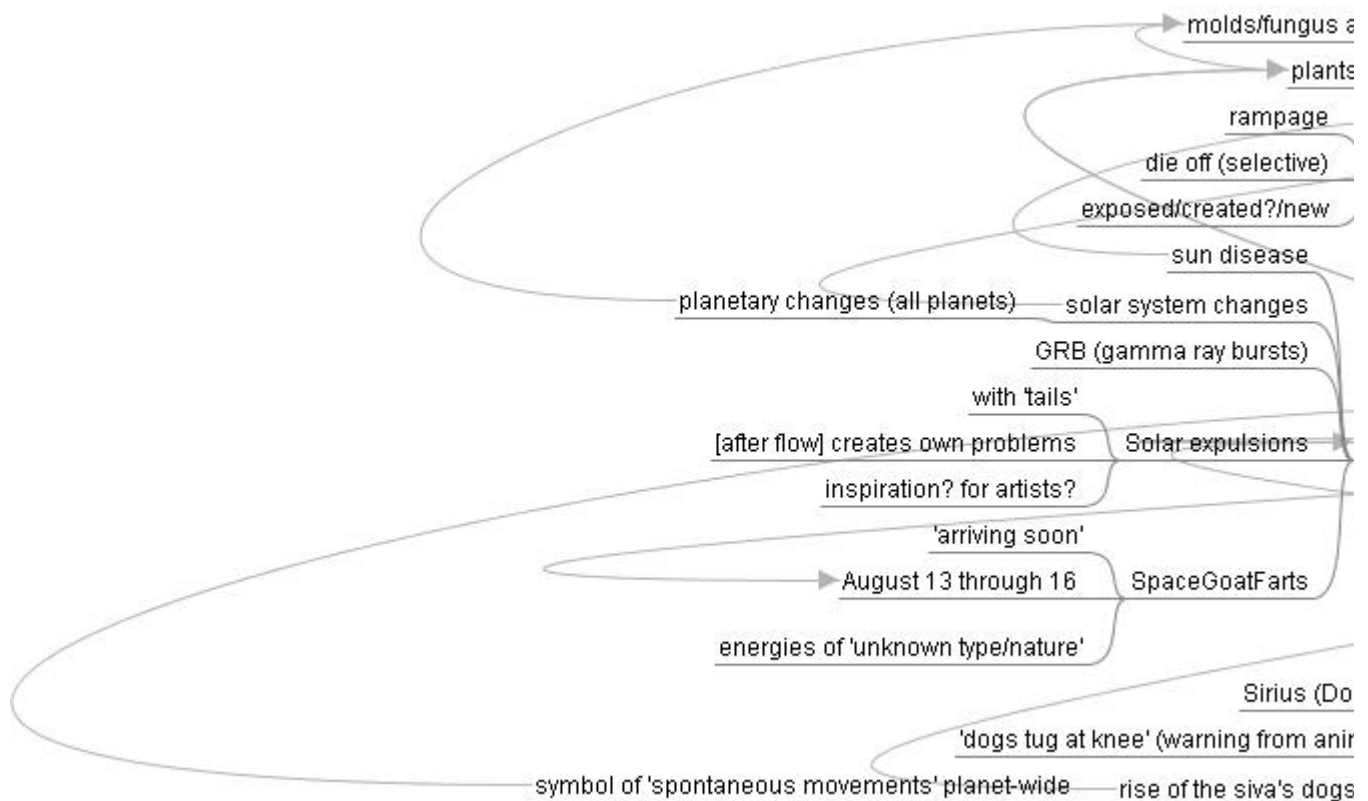 molds/fungus a
plants
rampage
die off (selective)
exposed/created?/new
sun disease
planetary changes (all planets)
solar system changes
GRB (gamma ray bursts)
with 'tails'
[after flow] creates own problems
Solar expulsions
inspiration? for artists?
'arriving soon'
August 13 through 16
SpaceGoatFarts
energies of 'unknown type/nature'
Sirius (Do
'dogs tug at knee' (warning from anir
symbol of 'spontaneous movements' planet-wide
rise of the siva's dogs